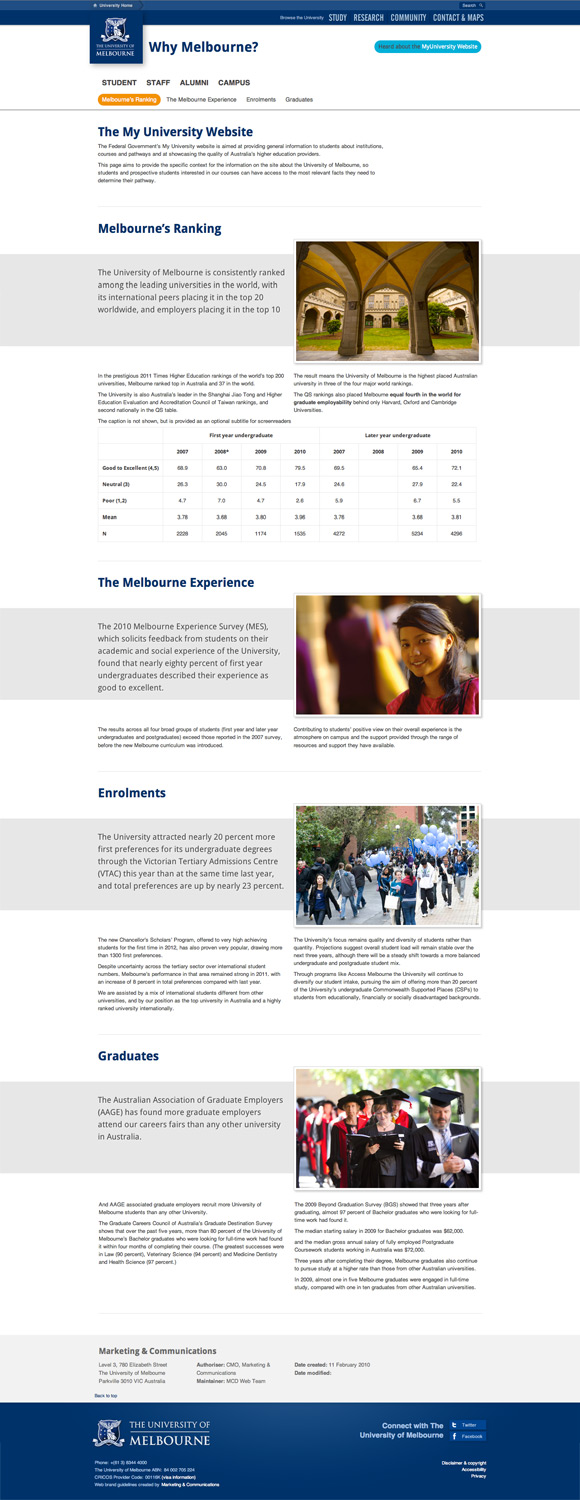 University Home
Search
Browse the University STUDY RESEARCH COMMUNITY CONTACT & MAPS
THE UNIVERSITY OF
MELBOURNE
Why Melbourne?
Heard about the MyUniversity Website
STUDENT STAFF ALUMNI CAMPUS
Melbourne's Ranking The Melbourne Experience Enrolments Graduates
The My University Website
The Federal Government's My University website is aimed at providing general information to students about institutions,
courses and pathways and at showcasing the quality of Australia's higher education providers.
This page aims to provide the specific context for the information on the site about the University of Melbourne, so
students and prospective students interested in our courses can have access to the most relevant facts they need to
determine their pathway.
Melbourne's Ranking
The University of Melbourne is consistently ranked
among the leading universities in the world, with
its international peers placing it in the top 20
worldwide, and employers placing it in the top 10
In the prestigious 2011 Times Higher Education rankings of the world's top 200
universities, Melbourne ranked top in Australia and 37 in the world.
The University is also Australia's leader in the Shanghai Jiao Tong and Higher
Education Evaluation and Accreditation Council of Taiwan rankings, and
second nationally in the QS table.
The result means the University of Melbourne is the highest placed Australian
university in three of the four major world rankings.
The QS rankings also placed Melbourne equal fourth in the world for
graduate employability behind only Harvard, Oxford and Cambridge
Universities.
The caption is not shown, but is provided as an optional subtitle for screenreaders
First year undergraduate Later year undergraduate
2007 2008* 2009 2010 2007 2008 2009 2010
Good to Excellent (4,5) 68.9 63.0 70.8 79.5 69.5 65.4 72.1
Neutral (3) 26.3 30.0 24.5 17.9 24.6 27.9 22.4
Poor (1,2) 4.7 7.0 4.7 2.6 5.9 6.7 5.5
Mean 3.78 3.68 3.80 3.96 3.76 3.68 3.81
N 2228 2045 1174 1535 4272 5234 4296
The Melbourne Experience
The 2010 Melbourne Experience Survey (MES),
which solicits feedback from students on their
academic and social experience of the University,
found that nearly eighty percent of first year
undergraduates described their experience as
good to excellent.
The results across all four broad groups of students (first year and later year
undergraduates and postgraduates) exceed those reported in the 2007 survey,
before the new Melbourne curriculum was introduced.
Contributing to students' positive view on their overall experience is the
atmosphere on campus and the support provided through the range of
resources and support they have available.
Enrolments
The University attracted nearly 20 percent more
first preferences for its undergraduate degrees
through the Victorian Tertiary Admissions Centre
(VTAC) this year than at the same time last year,
and total preferences are up by nearly 23 percent.
The new Chancellor's Scholars' Program, offered to very high achieving
students for the first time in 2012, has also proven very popular, drawing more
than 1300 first preferences.
Despite uncertainty across the tertiary sector over international student
numbers, Melbourne's performance in that area remained strong in 2011, with
an increase of 8 percent in total preferences compared with last year.
We are assisted by a mix of international students different from other
universities, and by our position as the top university in Australia and a highly
ranked university internationally.
The University's focus remains quality and diversity of students rather than
quantity. Projections suggest overall student load will remain stable over the
next three years, although there will be a steady shift towards a more balanced
undergraduate and postgraduate student mix.
Through programs like Access Melbourne the University will continue to
diversify our student intake, pursuing the aim of offering more than 20 percent
of the University's undergraduate Commonwealth Supported Places (CSPs) to
students from educationally, financially or socially disadvantaged backgrounds.
Graduates
The Australian Association of Graduate Employers
(AAGE) has found more graduate employers
attend our careers fairs than any other university
in Australia.
And AAGE associated graduate employers recruit more University of
Melbourne students than any other University.
The Graduate Careers Council of Australia's Graduate Destination Survey
shows that over the past five years, more than 80 percent of the University of
Melbourne's Bachelor graduates who were looking for full-time work had found
it within four months of completing their course. (The greatest successes were
in Law (90 percent), Veterinary Science (94 percent) and Medicine Dentistry
and Health Science (97 percent.)
The 2009 Beyond Graduation Survey (BGS) showed that three years after
graduating, almost 97 percent of Bachelor graduates who were looking for full-
time work had found it.
The median starting salary in 2009 for Bachelor graduates was $62,000.
and the median gross annual salary of fully employed Postgraduate
Coursework students working in Australia was $72,000.
Three years after completing their degree, Melbourne graduates also continue
to pursue study at a higher rate than those from other Australian universities.
In 2009, almost one in five Melbourne graduates were engaged in full-time
study, compared with one in ten graduates from other Australian universities.
Marketing & Communications
Level 3, 780 Elizabeth Street
The University of Melbourne
Parkville 3010 VIC Australia
Authoriser: CMO, Marketing &
Communications
Maintainer: MCD Web Team
Date created: 11 February 2010
Date modified:
Back to top
THE UNIVERSITY OF
MELBOURNE
Connect with The
University of Melbourne
Twitter
Facebook
Phone: +(61 3) 8344 4000
The University of Melbourne ABN: 84 002 705 224
CRICOS Provider Code: 00116K (visa information)
Web brand guidelines created by Marketing & Communications
Disclaimer & copyright
Accessibility
Privacy